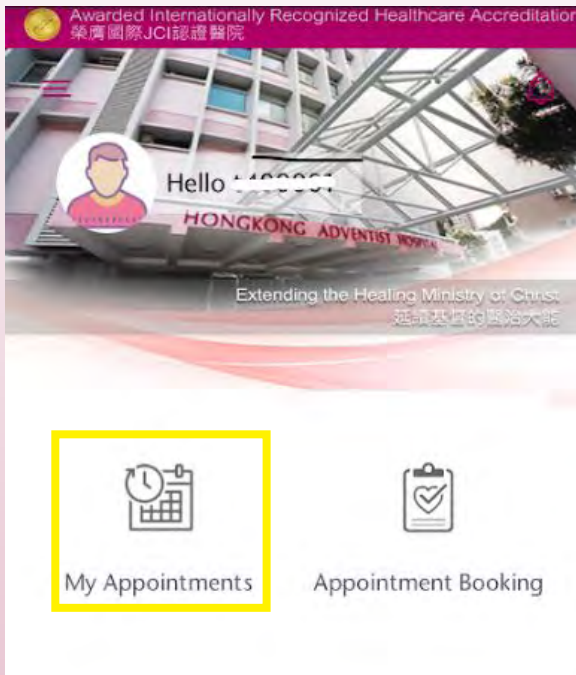 Awarded Internationally Recognized Healthcare Accreditation
榮膺國際JCI認證醫院
Hello
HONGKONG ADVENTIST HOSPITAL
Extending the Healing Ministry of Christ
延續基督的醫治大能
My Appointments
Appointment Booking